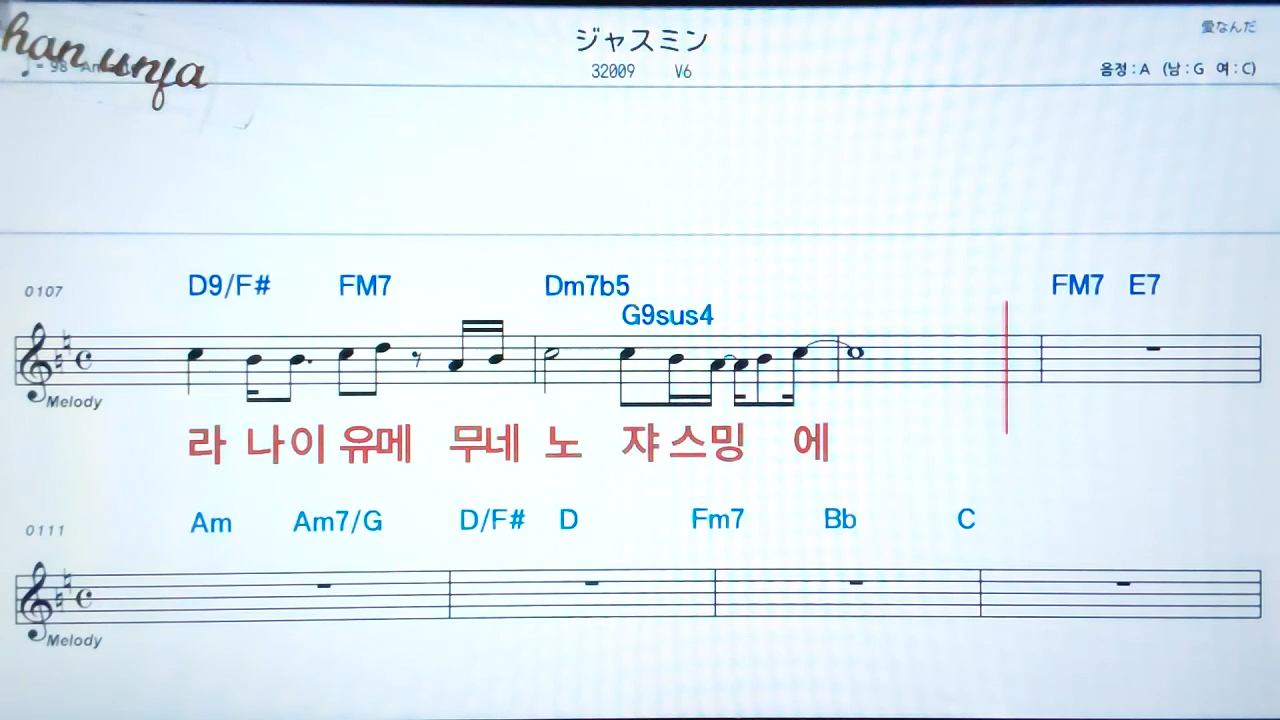 han unja
ジャスミン
愛なんだ
32009 V6
♩= 98
음정:A (남:G 여:C)
0107 D9/F# FM7 Dm7b5 G9sus4 FM7 E7
Melody
라 나이 유메 무네 노 쟈 스밍 에
0111 Am Am7/G D/F# D Fm7 Bb C
Melody